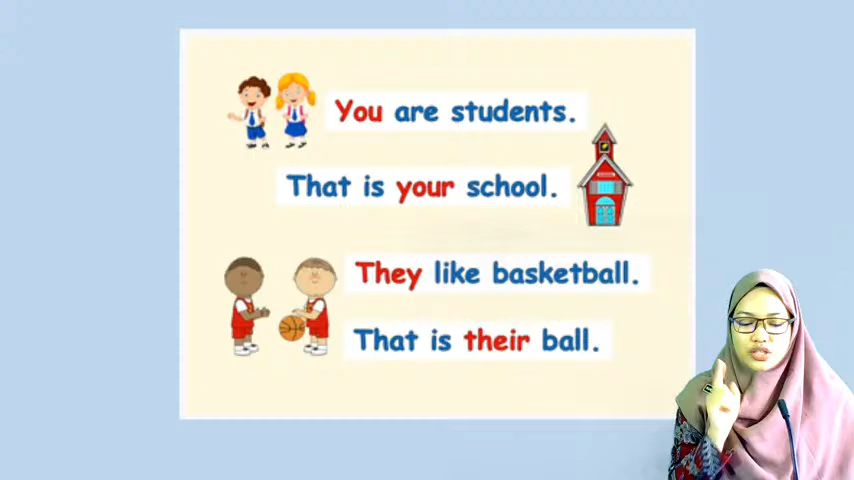 You are students.
That is your school.
They like basketball.
That is their ball.